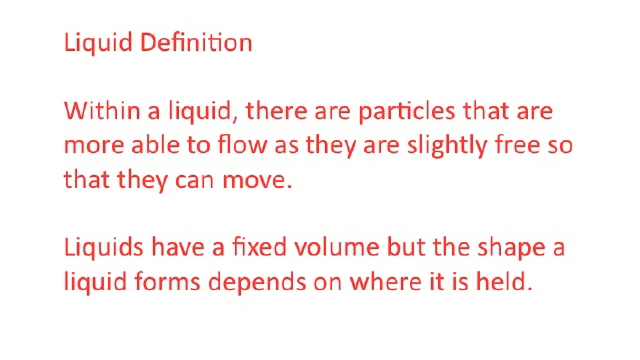 Liquid Definition
Within a liquid, there are particles that are
more able to flow as they are slightly free so
that they can move.
Liquids have a fixed volume but the shape a
liquid forms depends on where it is held.